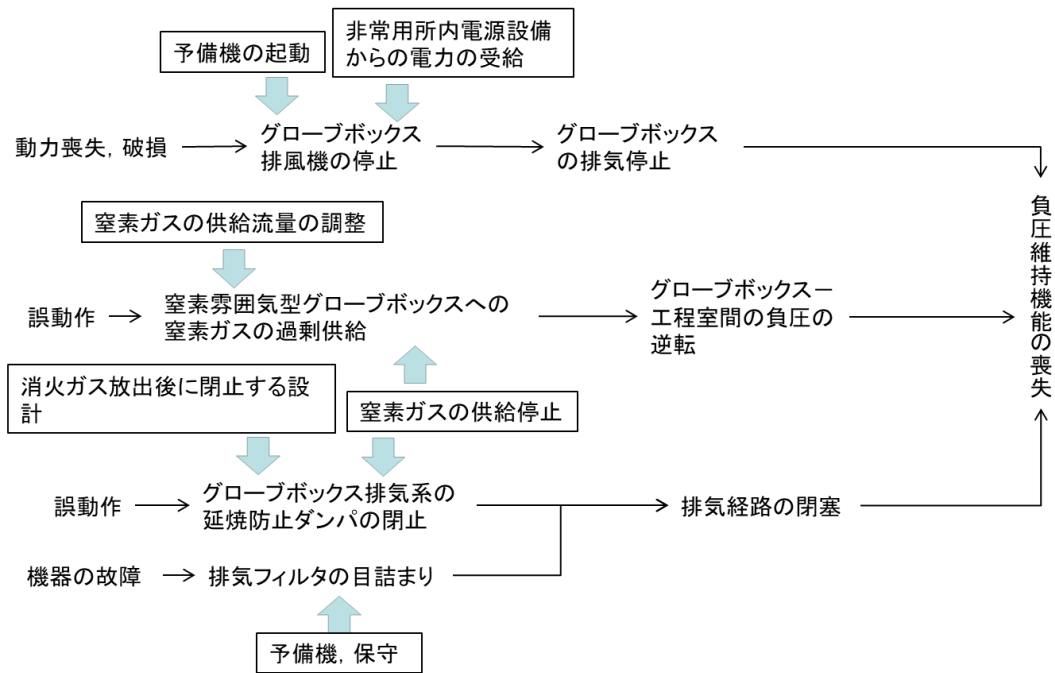 予備機の起動
非常用所内電源設備
からの電力の受給
動力喪失，破損
グローブボックス
排風機の停止
グローブボックス
の排気停止
窒素ガスの供給流量の調整
誤動作
窒素雰囲気型グローブボックスへの
窒素ガスの過剰供給
グローブボックス－
工程室間の負圧の
逆転
負圧維持機能の喪失
消火ガス放出後に閉止する設
計
窒素ガスの供給停止
誤動作
グローブボックス排気系の
延焼防止ダンパの閉止
排気経路の閉塞
機器の故障
排気フィルタの目詰まり
予備機，保守